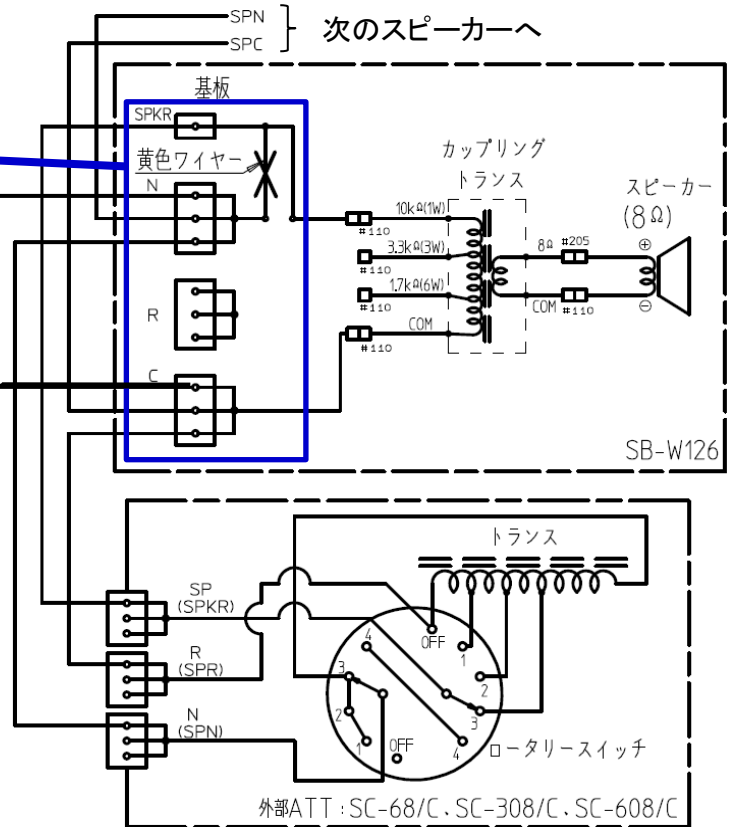 SPN
SPC
次のスピーカーへ
基板
SPKR
黄色ワイヤー
N
R
C
カップリング
トランス
スピーカー
(8Ω)
10kΩ(1W)
#110
3.3kΩ(3W)
#110
1.7kΩ(6W)
#110
COM
#110
8Ω #205
COM #110
⊕
⊖
SB-W126
トランス
SP
(SPKR)
R
(SPR)
N
(SPN)
OFF
1
2
3
4
4
3
2
1
OFF
ロータリースイッチ
外部ATT:SC-68/C、SC-308/C、SC-608/C